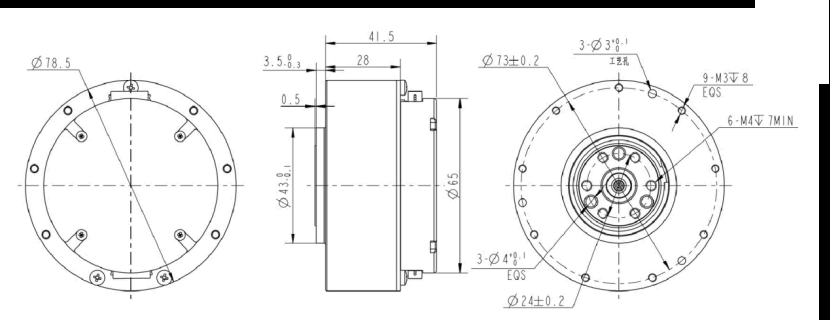 Ø78.5
41.5
28
3.5 0 -0.3
0.5
Ø43 0 -0.1
Ø65
Ø73±0.2
3-Ø3 +0.1 0
工艺孔
9-M3↧8
EQS
6-M4↧7MIN
3-Ø4 +0.1 0
EQS
Ø24±0.2